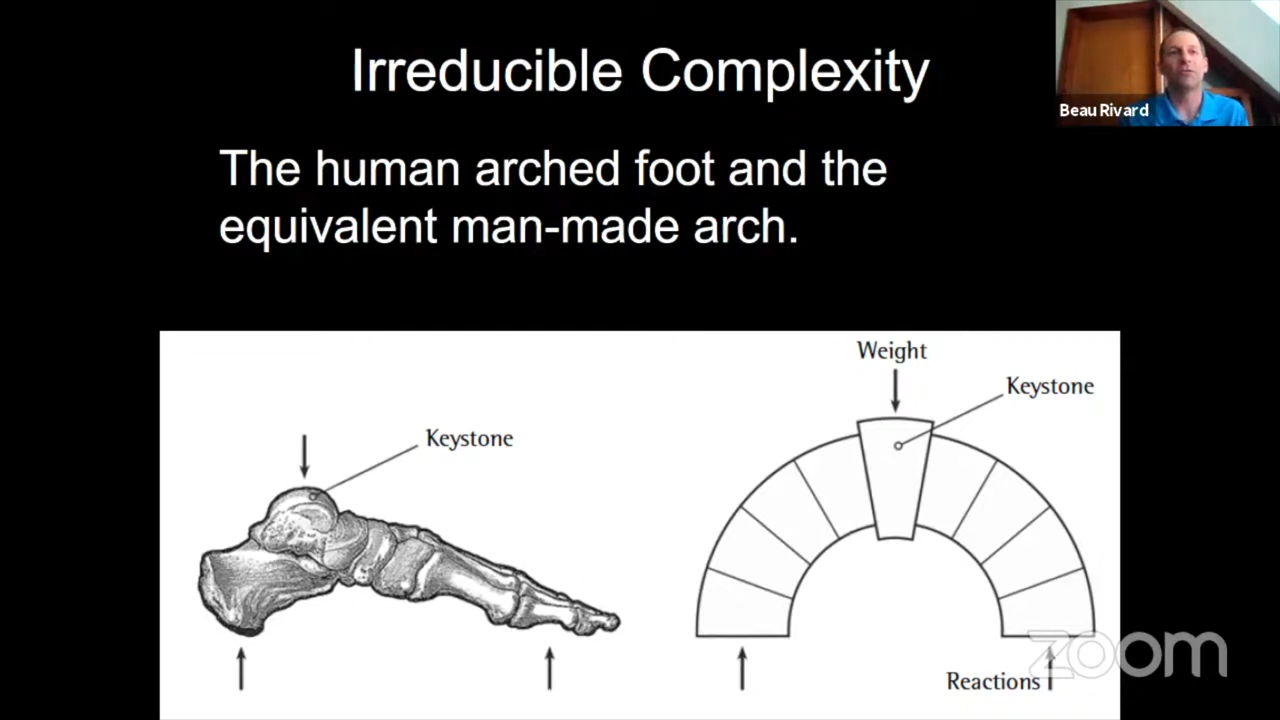 Irreducible Complexity
Beau Rivard
The human arched foot and the
equivalent man-made arch.
Weight
Keystone
Keystone
Reactions
zoom